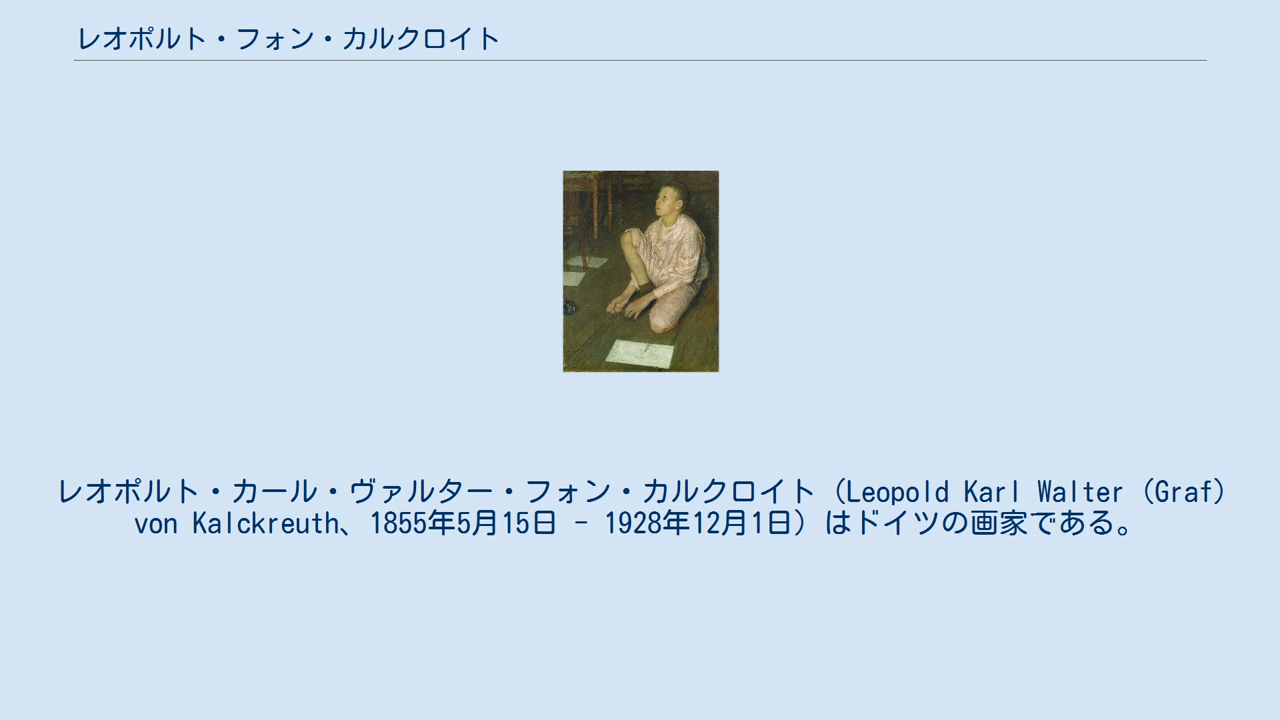 レオポルト・フォン・カルクロイト
レオポルト・カール・ヴァルター・フォン・カルクロイト（Leopold Karl Walter (Graf)
von Kalckreuth、1855年5月15日 - 1928年12月1日）はドイツの画家である。